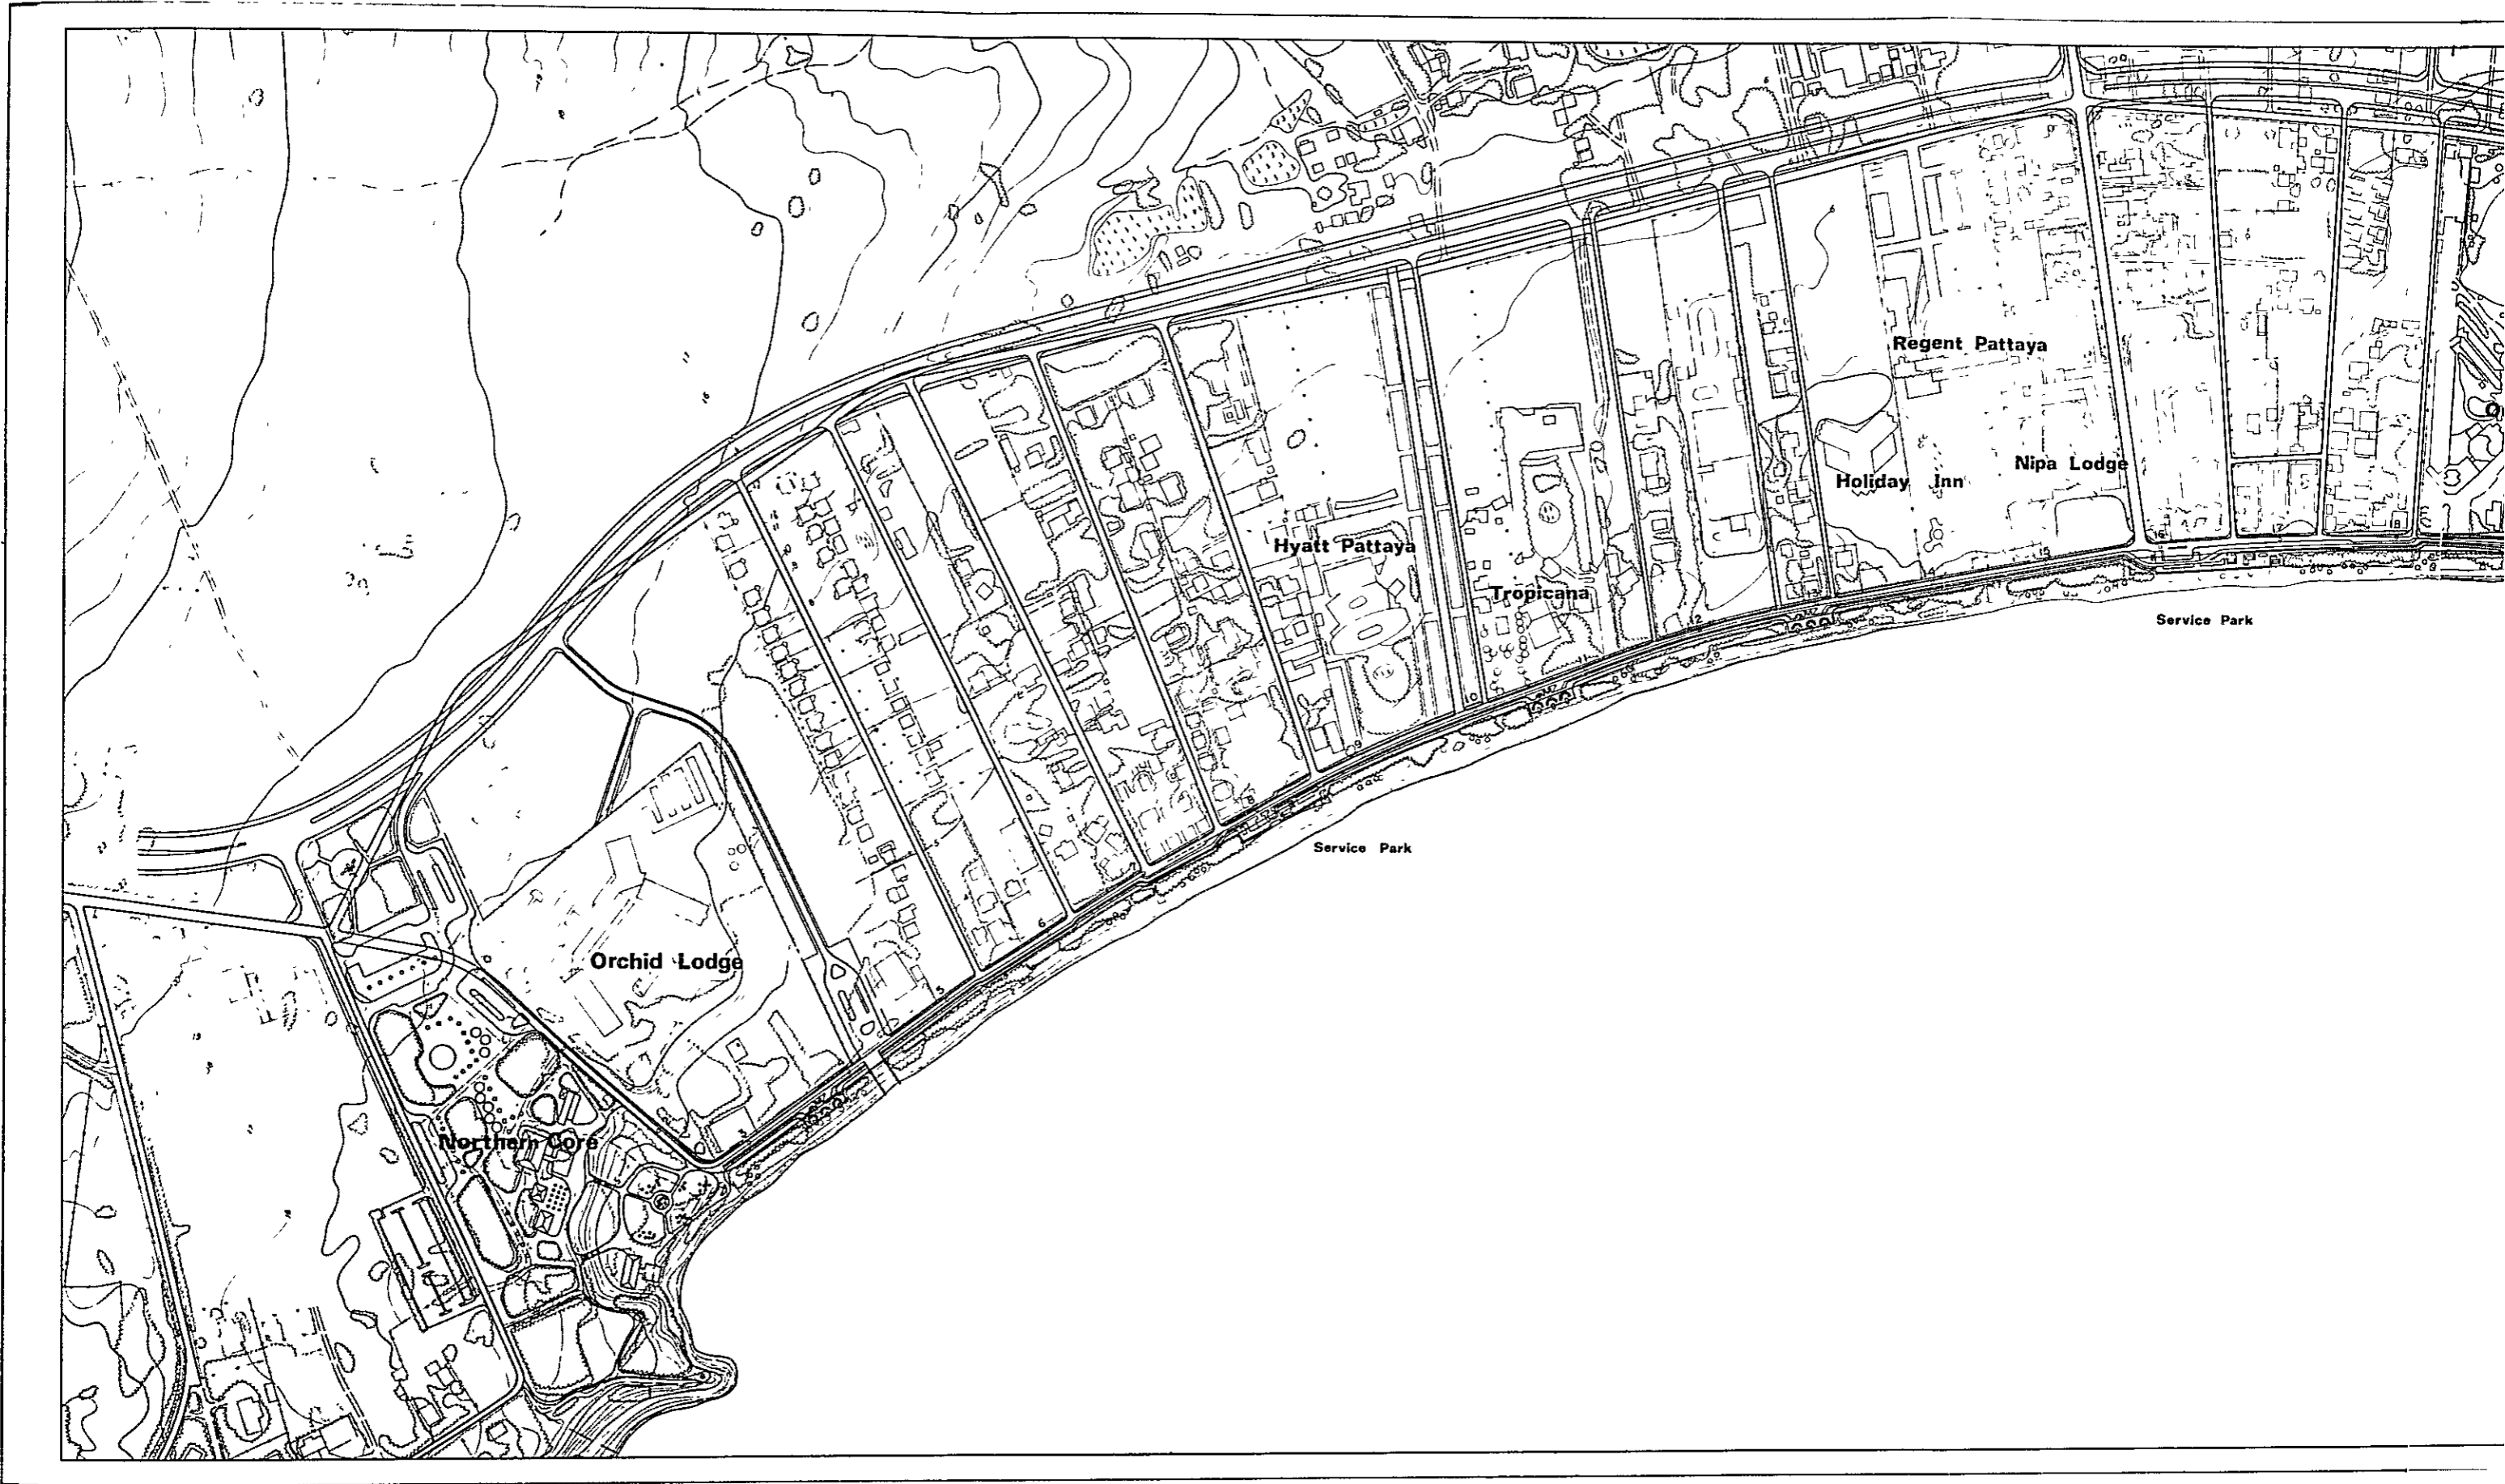 Regent Pattaya
Nipa Lodge
Holiday Inn
Hyatt Pattaya
Tropicana
Service Park
Service Park
Orchid Lodge
Northern Core